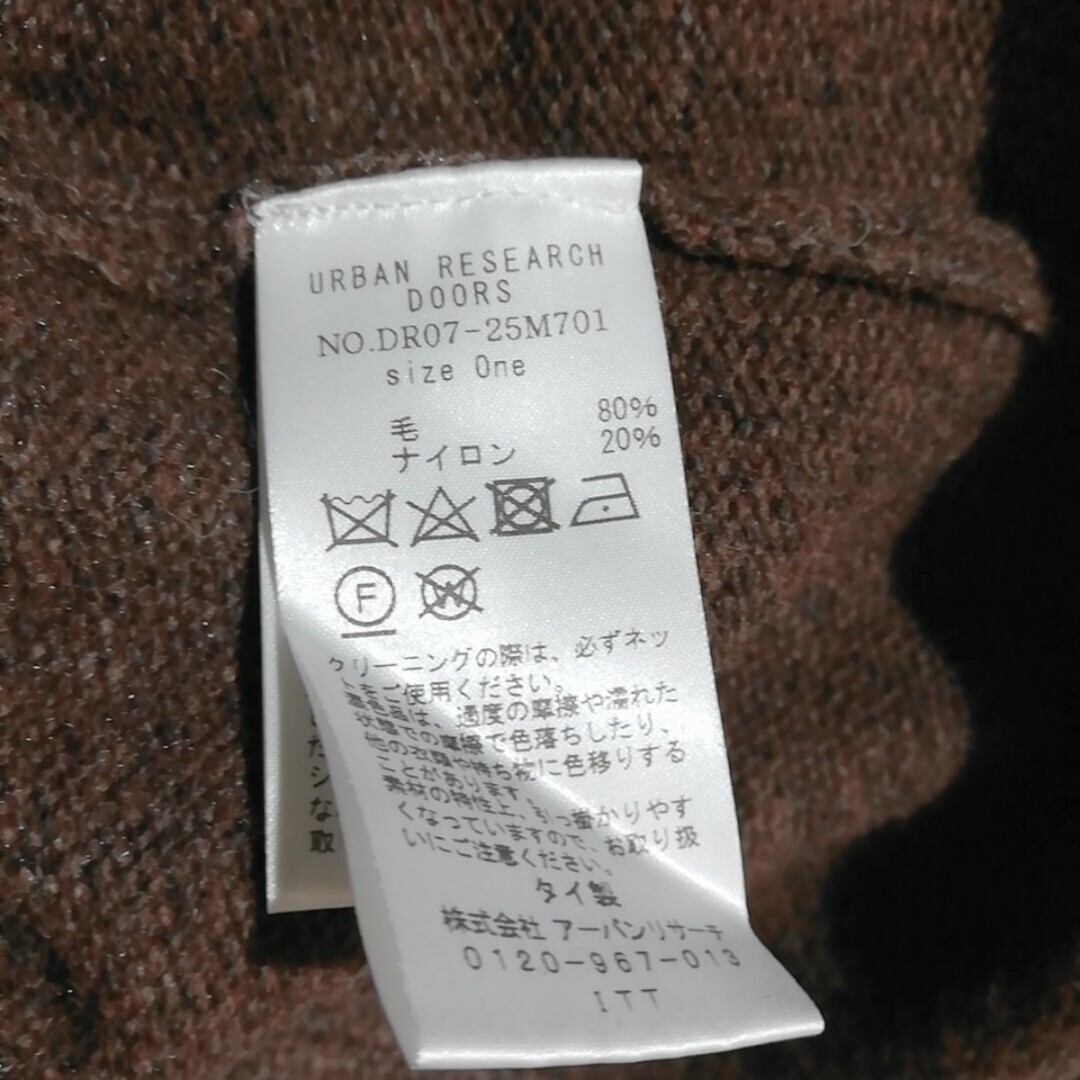 URBAN RESEARCH
DOORS
NO.DR07-25M701
size One
毛 80%
ナイロン 20%
F
W
クリーニングの際は、必ずネッ
トをご使用ください。
濃色品は、過度の摩擦や濡れた
状態での摩擦で色落ちしたり、
他の衣類や持ち物に色移りする
ことがあります。
素材の特性上、引っ掛かりやす
くなっていますので、お取り扱
いにご注意ください。
タイ製
株式会社 アーバンリサーチ
0120-967-013
ITT
た
シ
な
取